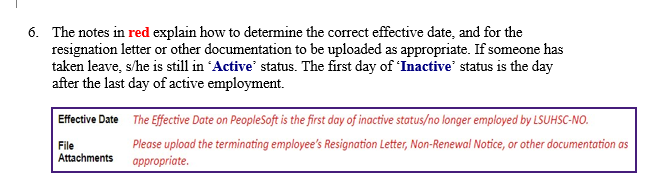 6. The notes in red explain how to determine the correct effective date, and for the
resignation letter or other documentation to be uploaded as appropriate. If someone has
taken leave, s/he is still in ‘Active’ status. The first day of ‘Inactive’ status is the day
after the last day of active employment.
Effective Date The Effective Date on PeopleSoft is the first day of inactive status/no longer employed by LSUHSC-NO.
File Please upload the terminating employee's Resignation Letter, Non-Renewal Notice, or other documentation as
Attachments appropriate.